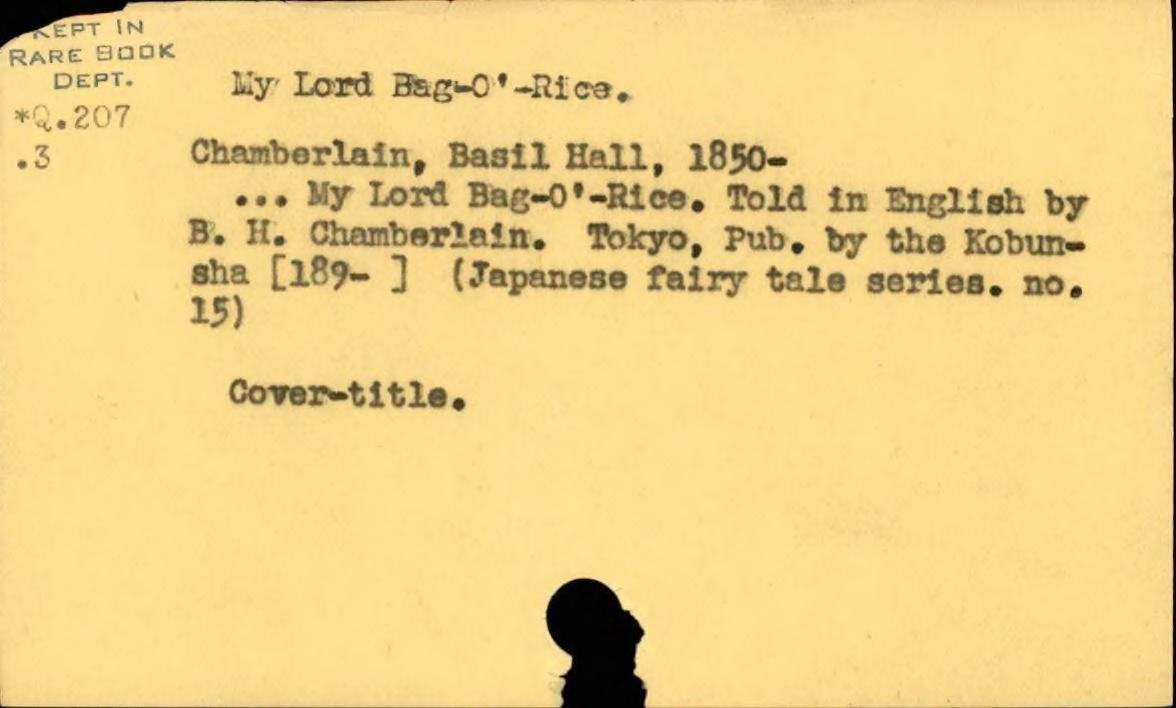 KEPT IN
RARE BOOK
DEPT.
*Q.207
.3
My Lord Bag-O'-Rice.
Chamberlain, Basil Hall, 1850-
... My Lord Bag-O'-Rice. Told in English by
B. H. Chamberlain. Tokyo, Pub. by the Kobun-
sha [189- ] (Japanese fairy tale series. no.
15)
Cover-title.